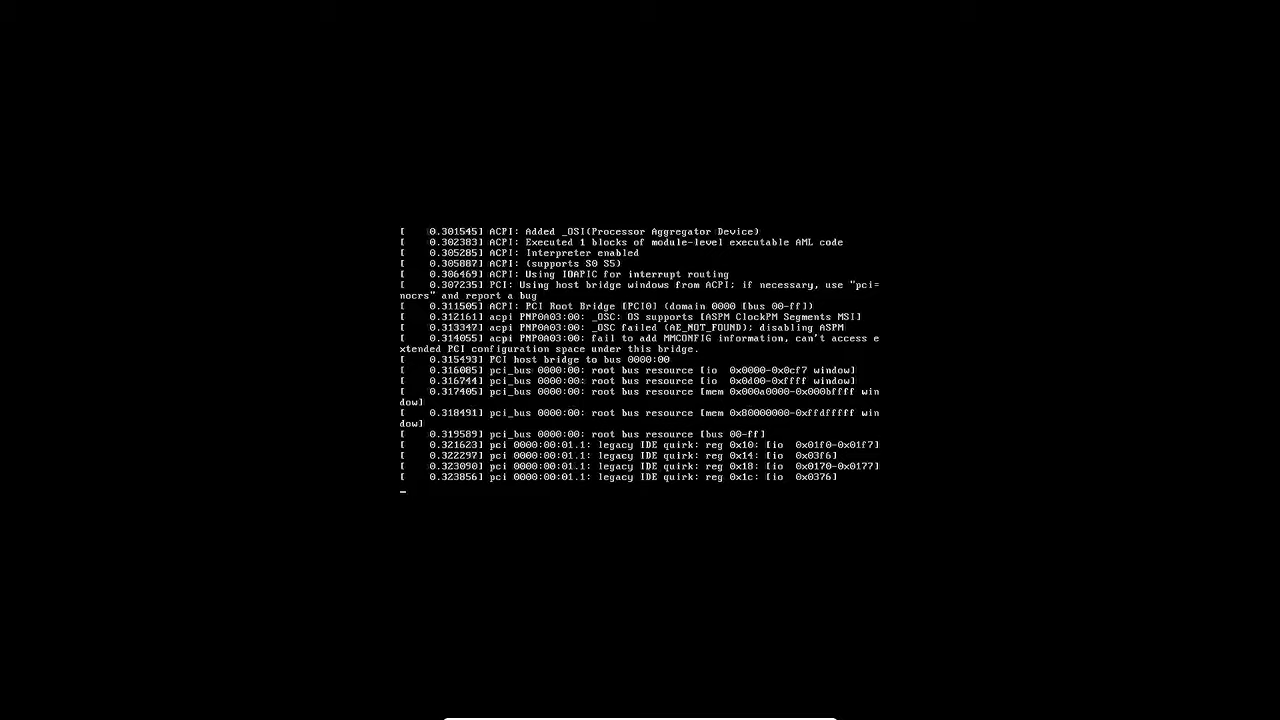 [    0.301545] ACPI: Added _OSI(Processor Aggregator Device)
[    0.302383] ACPI: Executed 1 blocks of module-level executable AML code
[    0.305285] ACPI: Interpreter enabled
[    0.305887] ACPI: (supports S0 S5)
[    0.306469] ACPI: Using IOAPIC for interrupt routing
[    0.307235] PCI: Using host bridge windows from ACPI; if necessary, use "pci=
nocrs" and report a bug
[    0.311505] ACPI: PCI Root Bridge [PCI0] (domain 0000 [bus 00-ff])
[    0.312161] acpi PNP0A03:00: _OSC: OS supports [ASPM ClockPM Segments MSI]
[    0.313347] acpi PNP0A03:00: _OSC failed (AE_NOT_FOUND); disabling ASPM
[    0.314055] acpi PNP0A03:00: fail to add MMCONFIG information, can't access e
xtended PCI configuration space under this bridge.
[    0.315493] PCI host bridge to bus 0000:00
[    0.316085] pci_bus 0000:00: root bus resource [io  0x0000-0x0cf7 window]
[    0.316744] pci_bus 0000:00: root bus resource [io  0x0d00-0xffff window]
[    0.317405] pci_bus 0000:00: root bus resource [mem 0x000a0000-0x000bffff win
dow]
[    0.318491] pci_bus 0000:00: root bus resource [mem 0x80000000-0xffdfffff win
dow]
[    0.319589] pci_bus 0000:00: root bus resource [bus 00-ff]
[    0.321623] pci 0000:00:01.1: legacy IDE quirk: reg 0x10: [io  0x01f0-0x01f7]
[    0.322297] pci 0000:00:01.1: legacy IDE quirk: reg 0x14: [io  0x03f6]
[    0.323090] pci 0000:00:01.1: legacy IDE quirk: reg 0x18: [io  0x0170-0x0177]
[    0.323856] pci 0000:00:01.1: legacy IDE quirk: reg 0x1c: [io  0x0376]